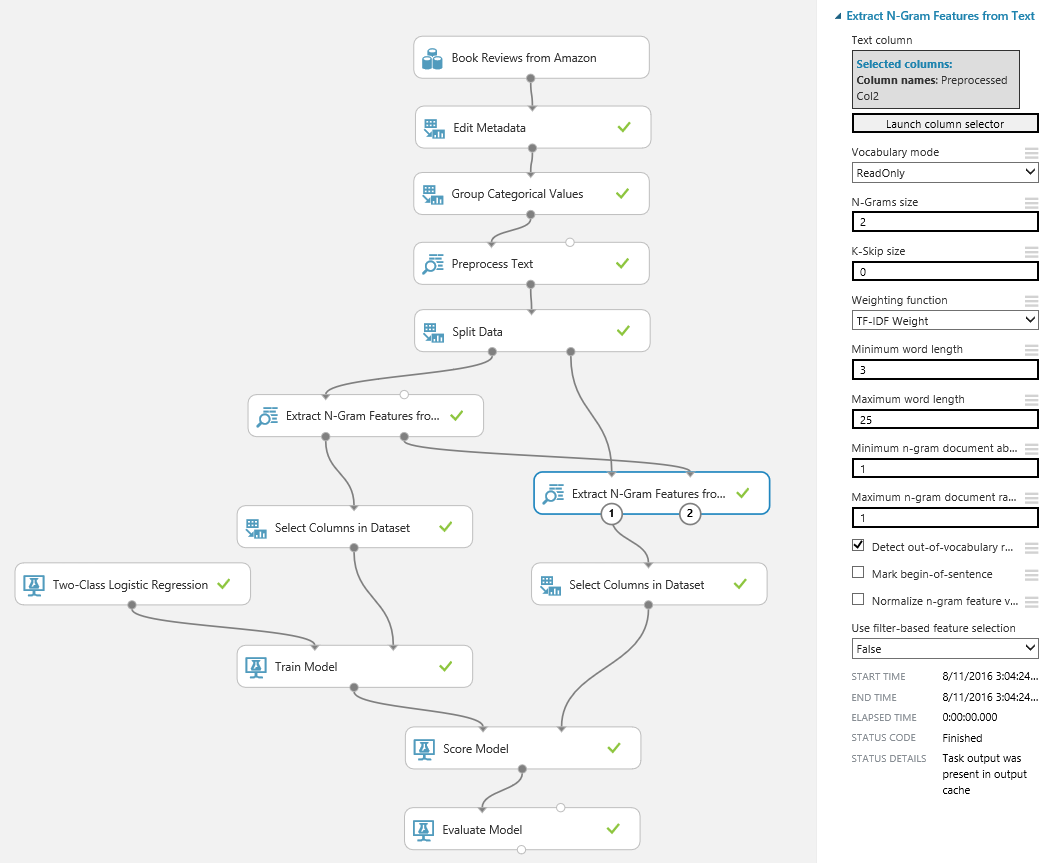 Book Reviews from Amazon
Edit Metadata
Group Categorical Values
Preprocess Text
Split Data
Extract N-Gram Features fro...
Extract N-Gram Features fro...
1
2
Select Columns in Dataset
Two-Class Logistic Regression
Select Columns in Dataset
Train Model
Score Model
Evaluate Model
Extract N-Gram Features from Text
Text column
Selected columns:
Column names: Preprocessed
Col2
Launch column selector
Vocabulary mode
ReadOnly
N-Grams size
2
K-Skip size
0
Weighting function
TF-IDF Weight
Minimum word length
3
Maximum word length
25
Minimum n-gram document ab...
1
Maximum n-gram document ra...
1
Detect out-of-vocabulary r...
Mark begin-of-sentence
Normalize n-gram feature v...
Use filter-based feature selection
False
START TIME 8/11/2016 3:04:24...
END TIME 8/11/2016 3:04:24...
ELAPSED TIME 0:00:00.000
STATUS CODE Finished
STATUS DETAILS Task output was
present in output
cache